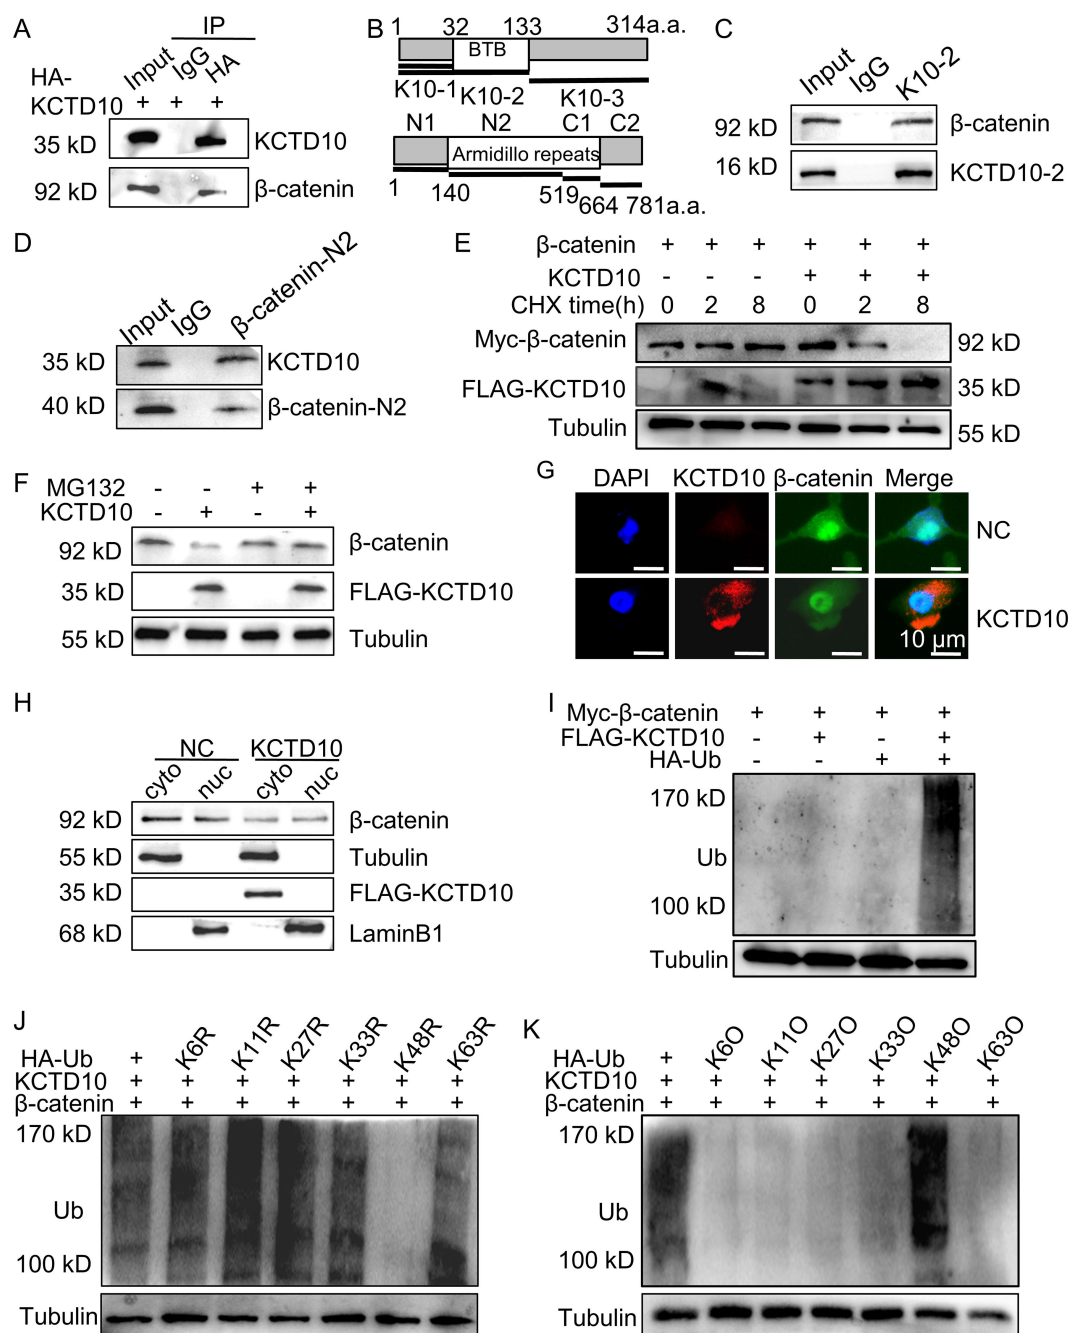 A
IP
Input IgG HA
HA-
KCTD10 + + +
35 kD KCTD10
92 kD β-catenin
B
1 32 133 314a.a.
BTB
K10-1 K10-2 K10-3
N1 N2 C1 C2
Armidillo repeats
1 140 519 664 781a.a.
C
Input IgG K10-2
92 kD β-catenin
16 kD KCTD10-2
D
Input IgG β-catenin-N2
35 kD KCTD10
40 kD β-catenin-N2
E
β-catenin + + + + + +
KCTD10 - - - + + +
CHX time(h) 0 2 8 0 2 8
Myc-β-catenin 92 kD
FLAG-KCTD10 35 kD
Tubulin 55 kD
F
MG132 - - + +
KCTD10 - + - +
92 kD β-catenin
35 kD FLAG-KCTD10
55 kD Tubulin
G
DAPI KCTD10 β-catenin Merge
NC
KCTD10
10 μm
H
NC KCTD10
cyto nuc cyto nuc
92 kD β-catenin
55 kD Tubulin
35 kD FLAG-KCTD10
68 kD LaminB1
I
Myc-β-catenin + + + +
FLAG-KCTD10 - + - +
HA-Ub - - + +
170 kD
Ub
100 kD
Tubulin
J
HA-Ub + K6R K11R K27R K33R K48R K63R
KCTD10 + + + + + + +
β-catenin + + + + + + +
170 kD
Ub
100 kD
Tubulin
K
HA-Ub + K6O K11O K27O K33O K48O K63O
KCTD10 + + + + + + +
β-catenin + + + + + + +
170 kD
Ub
100 kD
Tubulin